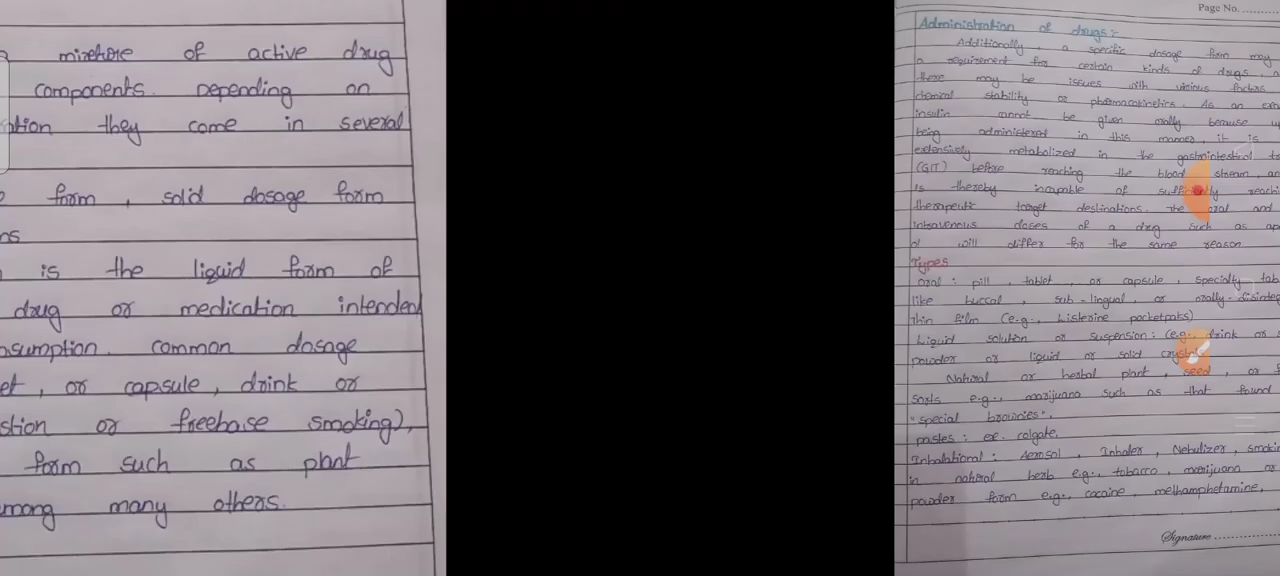 mixture of active drug
components. Depending on
they come in several
form, solid dosage form
is the liquid form of
drug or medication intended
common dosage
or capsule, drink or
or freebase smoking),
form such as plant
many others.
Page No. ..........
Administration of drugs:-
Additionally, a specific dosage form may
a requirement for certain kinds of drugs, a
there may be issues with various factors
chemical stability or pharmacokinetics. As an
insulin cannot be given orally because
being administered in this manner, it is
extensively metabolized in the gastrointestinal
(GIT) before reaching the blood stream, an
is thereby incapable of sufficiently
therapeutic target destinations. The oral and
intravenous doses of a drug such as
will differ for the same reason
Types
Oral: pill, tablet, or capsule, specialty
like buccal, sub-lingual, or orally-
Thin film (e.g., Listerine pocketpaks)
Liquid solution or suspension: (e.g., drink or
powder or liquid or solid crystals
Natural or herbal plant, seed, or
sorts e.g., marijuana such as that found
"special brownies".
pastes: ex. colgate.
Inhalational: Aerosol, Inhaler, Nebulizer,
in natural herb e.g., tobacco, marijuana or
powder form e.g., cocaine, methamphetamine.
Signature ..........